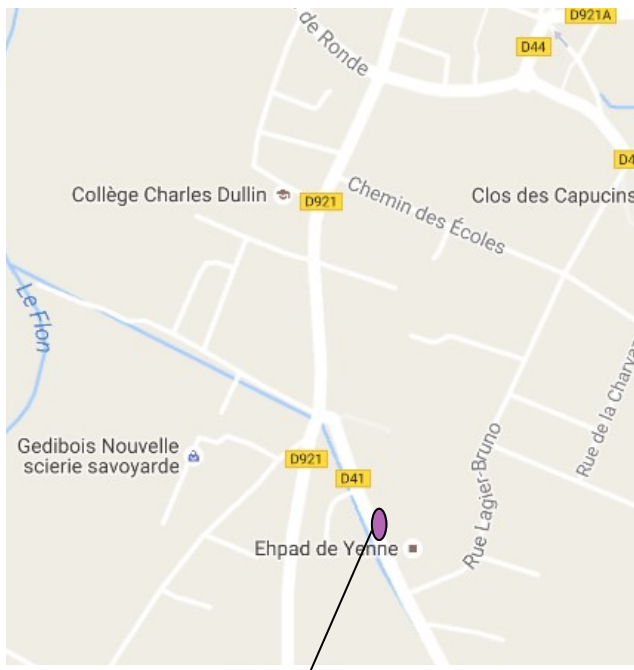 D921A
de Ronde
D44
D4
Collège Charles Dullin
D921
Chemin des Écoles
Clos des Capucins
Le Flon
Rue de la Charvaz
Gedibois Nouvelle
scierie savoyarde
D921
D41
Rue Lagier-Bruno
Ehpad de Yenne